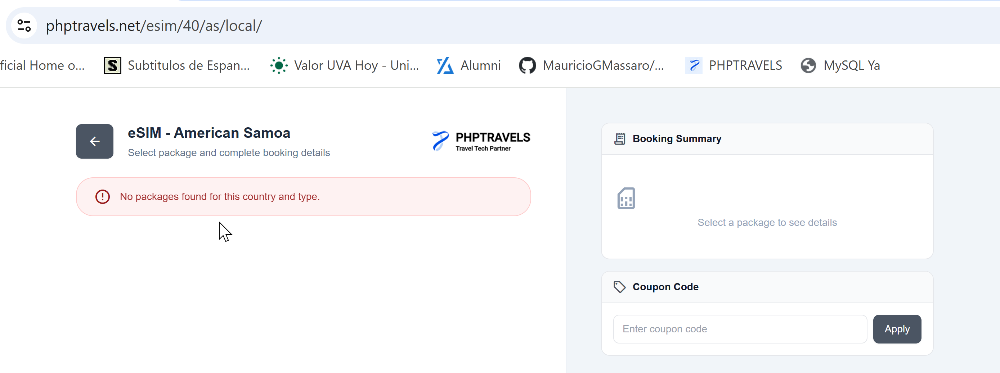 phptravels.net/esim/40/as/local/
ficial Home o... Subtitulos de Espan... Valor UVA Hoy - Uni... Alumni MauricioGMassaro/... PHPTRAVELS MySQL Ya
eSIM - American Samoa
Select package and complete booking details
PHPTRAVELS
Travel Tech Partner
No packages found for this country and type.
Booking Summary
Select a package to see details
Coupon Code
Enter coupon code
Apply